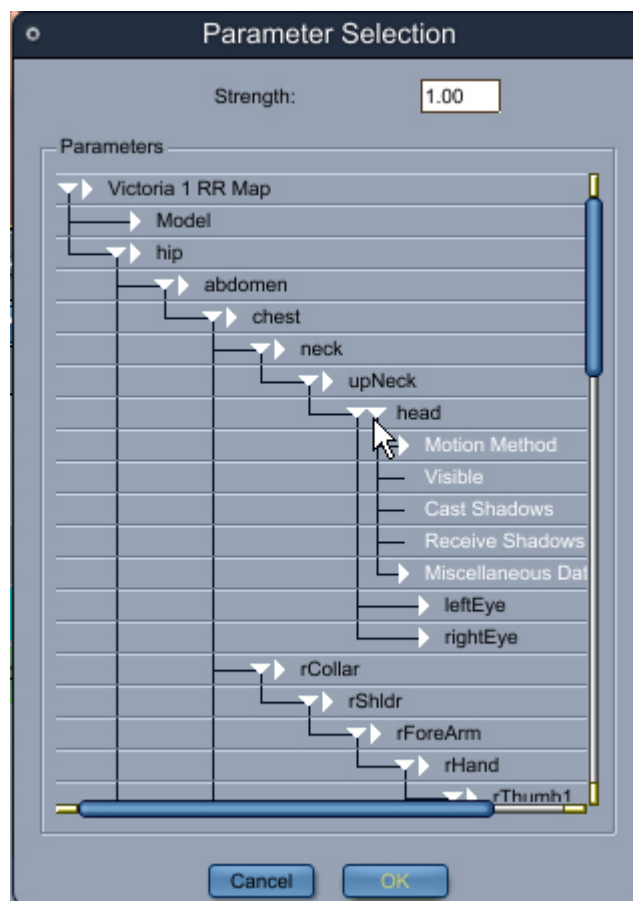 Parameter Selection
Strength: 1.00
Parameters
Victoria 1 RR Map
Model
hip
abdomen
chest
neck
upNeck
head
Motion Method
Visible
Cast Shadows
Receive Shadows
Miscellaneous Dat
leftEye
rightEye
rCollar
rShldr
rForeArm
rHand
rThumb1
Cancel OK